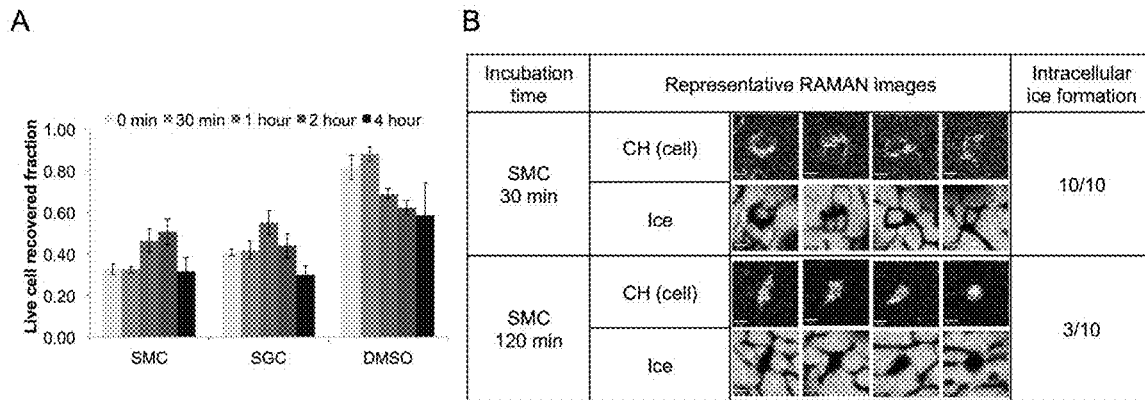 A
0 min 30 min 1 hour 2 hour 4 hour
Live cell recovered fraction
1.00
0.80
0.60
0.40
0.20
0.00
SMC SGC DMSO
B
Incubation time
Representative RAMAN images
Intracellular ice formation
SMC
30 min
CH (cell)
Ice
10/10
SMC
120 min
CH (cell)
Ice
3/10